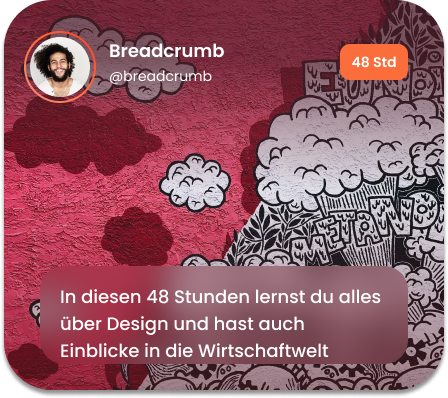 Breadcrumb
48 Std
@breadcrumb
In diesen 48 Stunden lernst du alles
über Design und hast auch
Einblicke in die Wirtschaftwelt